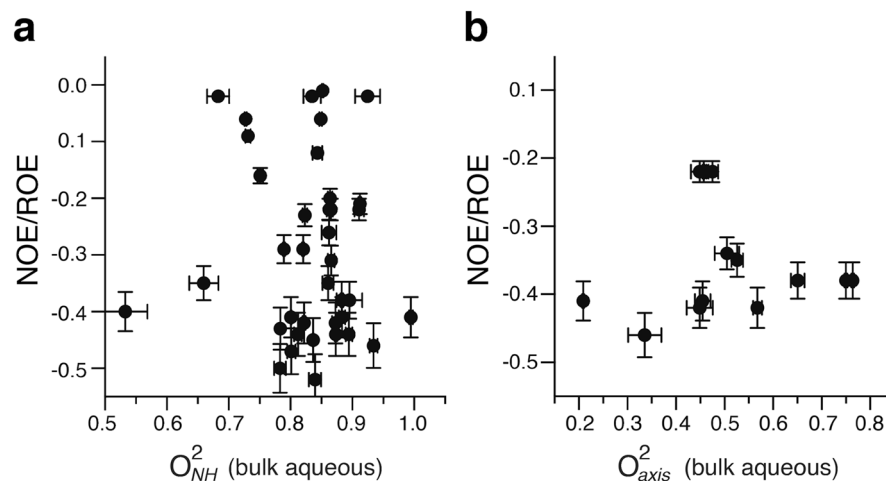 a
b
NOE/ROE
0.0
0.1
-0.2
-0.3
-0.4
-0.5
0.5 0.6 0.7 0.8 0.9 1.0
O²NH (bulk aqueous)
NOE/ROE
0.1
-0.2
-0.3
-0.4
-0.5
0.2 0.3 0.4 0.5 0.6 0.7 0.8
O²axis (bulk aqueous)